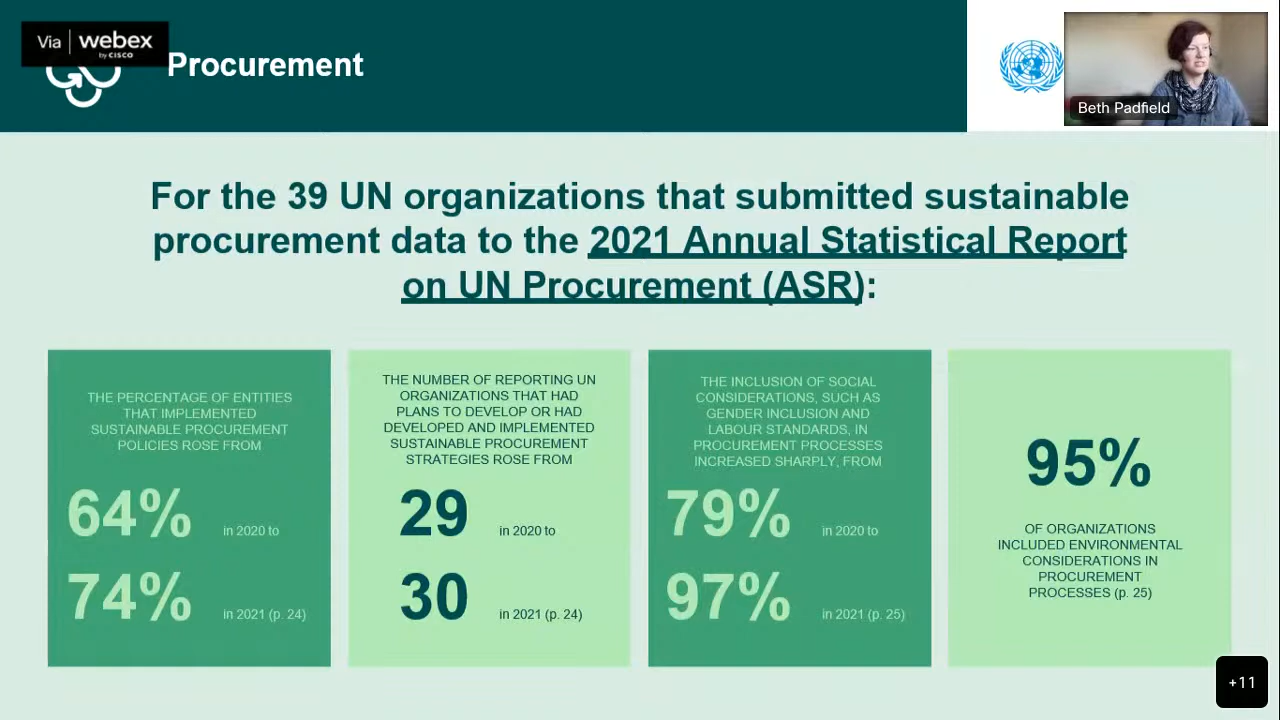 Via webex
by CISCO
Procurement
Beth Padfield
For the 39 UN organizations that submitted sustainable
procurement data to the 2021 Annual Statistical Report
on UN Procurement (ASR):
THE PERCENTAGE OF ENTITIES
THAT IMPLEMENTED
SUSTAINABLE PROCUREMENT
POLICIES ROSE FROM
64% in 2020 to
74% in 2021 (p. 24)
THE NUMBER OF REPORTING UN
ORGANIZATIONS THAT HAD
PLANS TO DEVELOP OR HAD
DEVELOPED AND IMPLEMENTED
SUSTAINABLE PROCUREMENT
STRATEGIES ROSE FROM
29 in 2020 to
30 in 2021 (p. 24)
THE INCLUSION OF SOCIAL
CONSIDERATIONS, SUCH AS
GENDER INCLUSION AND
LABOUR STANDARDS, IN
PROCUREMENT PROCESSES
INCREASED SHARPLY, FROM
79% in 2020 to
97% in 2021 (p. 25)
95%
OF ORGANIZATIONS
INCLUDED ENVIRONMENTAL
CONSIDERATIONS IN
PROCUREMENT
PROCESSES (p. 25)
+11